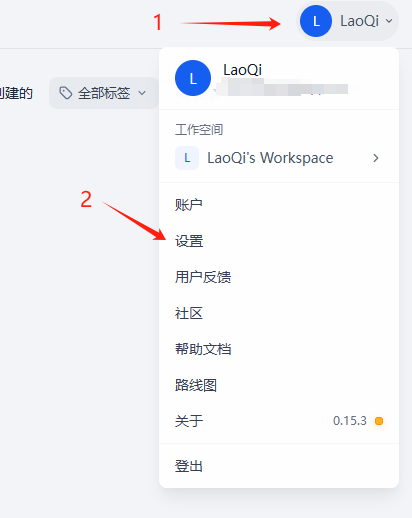 1
L LaoQi
L LaoQi
创建的 全部标签
工作空间
L LaoQi's Workspace
2
账户
设置
用户反馈
社区
帮助文档
路线图
关于 0.15.3
登出